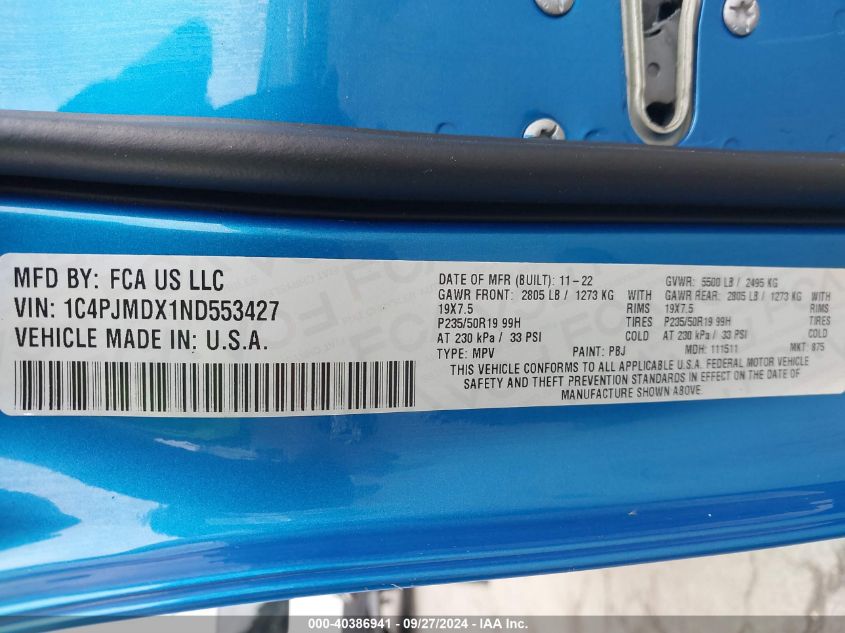 MFD BY: FCA US LLC
VIN: 1C4PJMDX1ND553427
VEHICLE MADE IN: U.S.A.
DATE OF MFR (BUILT): 11-22
GVWR: 5500 LB / 2495 KG
GAWR FRONT: 2805 LB / 1273 KG WITH
GAWR REAR: 2805 LB / 1273 KG WITH
19X7.5 RIMS
19X7.5 RIMS
P235/50R19 99H TIRES
P235/50R19 99H TIRES
AT 230 kPa / 33 PSI COLD
AT 230 kPa / 33 PSI COLD
TYPE: MPV PAINT: PBJ MDH: 111511 MKT: 875
THIS VEHICLE CONFORMS TO ALL APPLICABLE U.S.A. FEDERAL MOTOR VEHICLE
SAFETY AND THEFT PREVENTION STANDARDS IN EFFECT ON THE DATE OF
MANUFACTURE SHOWN ABOVE
000-40386941 - 09/27/2024 - IAA Inc.